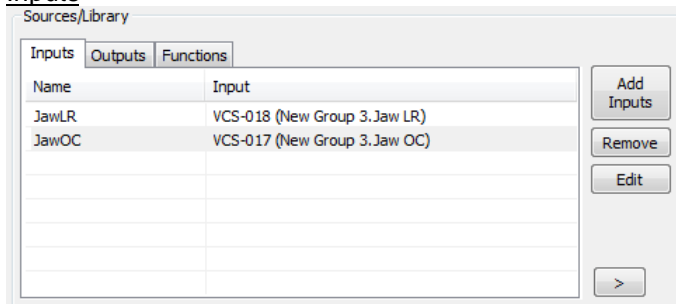 Inputs
Sources/Library
Inputs Outputs Functions
Name Input
JawLR VCS-018 (New Group 3.Jaw LR)
JawOC VCS-017 (New Group 3.Jaw OC)
Add
Inputs
Remove
Edit
>